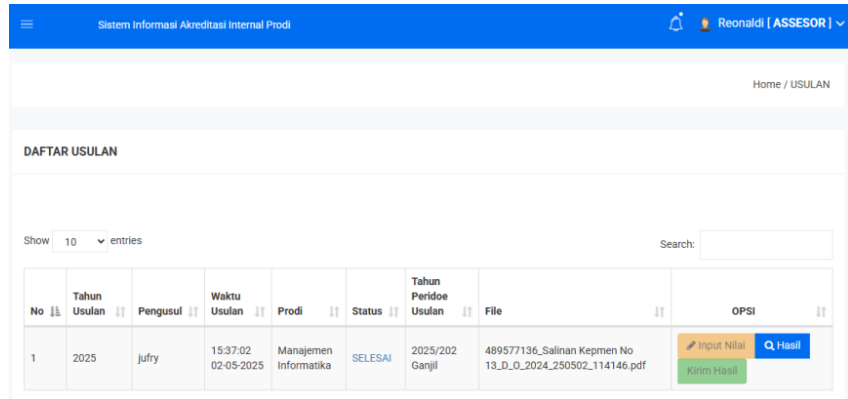 Sistem Informasi Akreditasi Internal Prodi
Reonaldi [ ASSESOR ]
Home / USULAN
DAFTAR USULAN
Show 10 entries
Search:
No
Tahun
Usulan
Pengusul
Waktu
Usulan
Prodi
Status
Tahun
Peridoe
Usulan
File
OPSI
1
2025
jufry
15:37:02
02-05-2025
Manajemen
Informatika
SELESAI
2025/202
Ganjil
489577136_Salinan Kepmen No
13_D_O_2024_250502_114146.pdf
Input Nilai
Hasil
Kirim Hasil